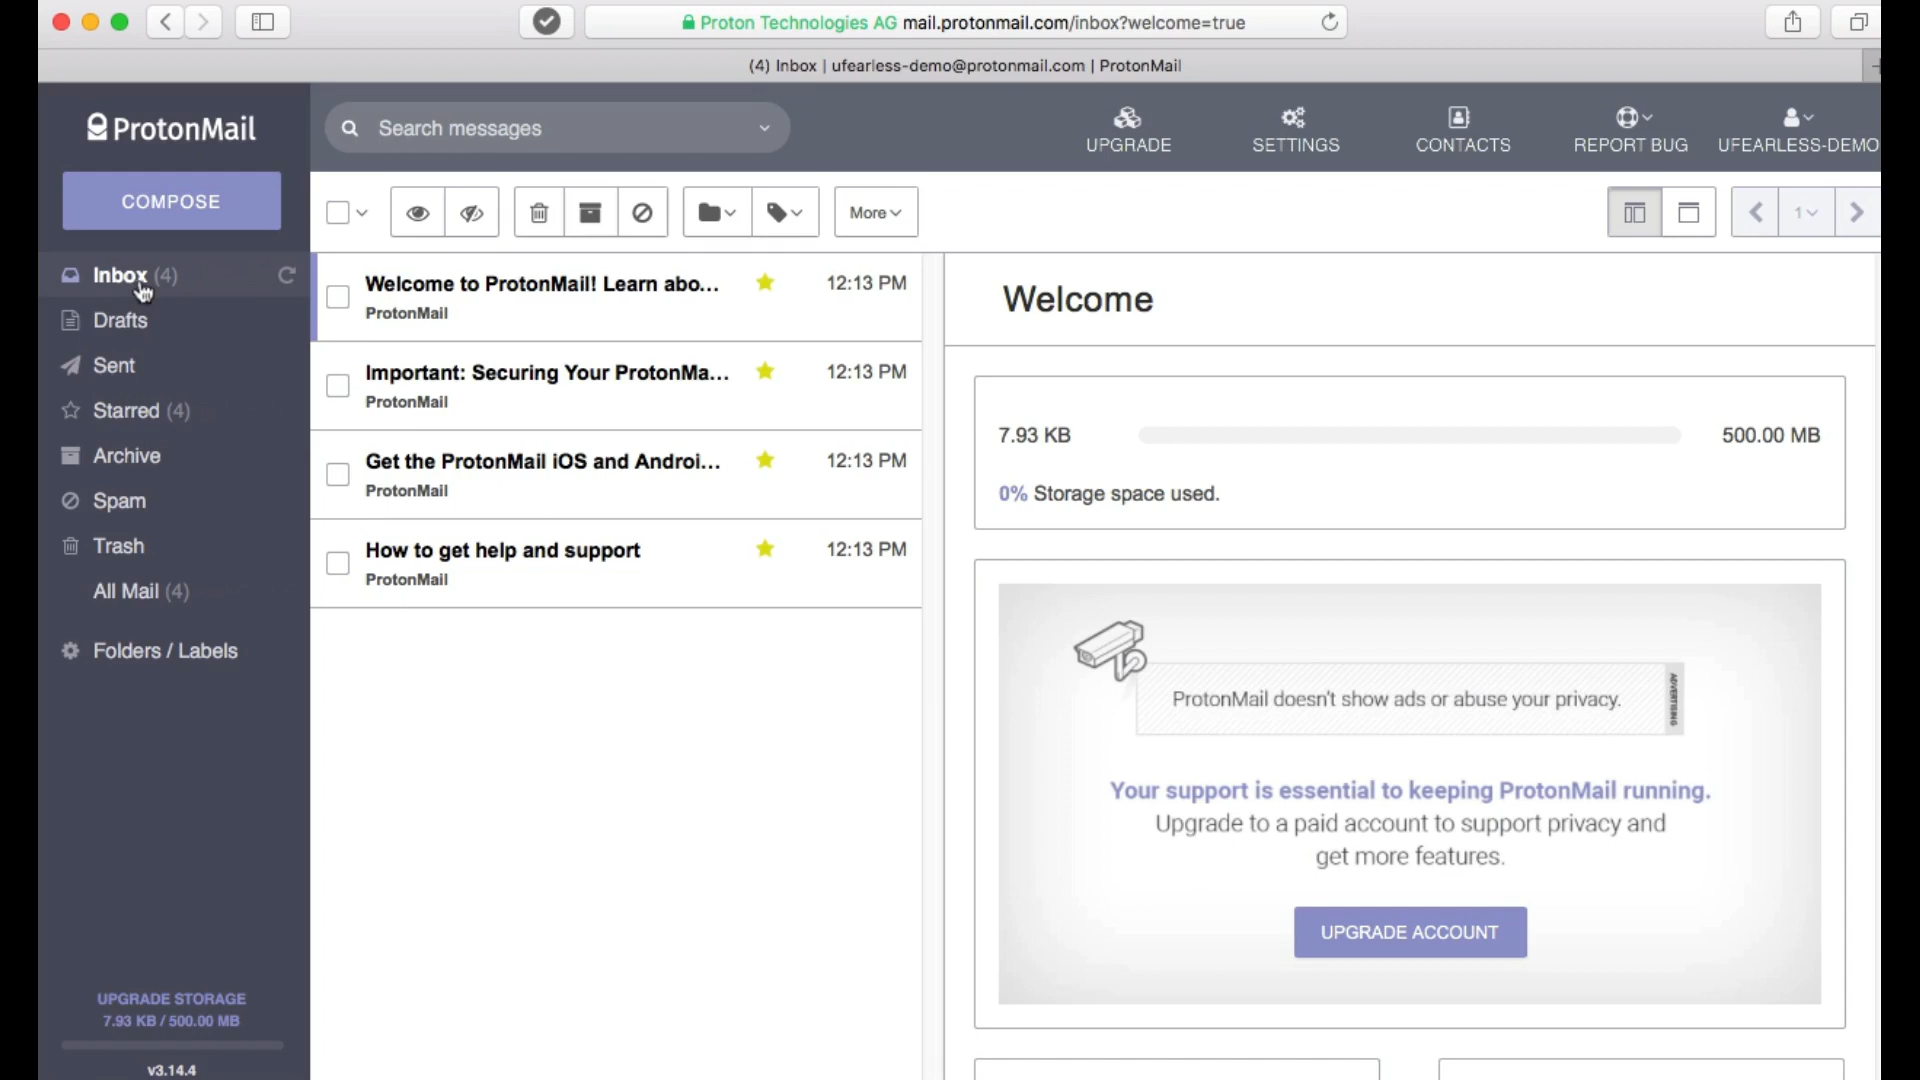 Proton Technologies AG mail.protonmail.com/inbox?welcome=true
(4) Inbox | ufearless-demo@protonmail.com | ProtonMail
ProtonMail
Search messages
UPGRADE
SETTINGS
CONTACTS
REPORT BUG
UFEARLESS-DEMO
COMPOSE
More
1
Inbox (4)
Drafts
Sent
Starred (4)
Archive
Spam
Trash
All Mail (4)
Folders / Labels
UPGRADE STORAGE
7.93 KB / 500.00 MB
v3.14.4
Welcome to ProtonMail! Learn abo...
12:13 PM
ProtonMail
Important: Securing Your ProtonMa...
12:13 PM
ProtonMail
Get the ProtonMail iOS and Androi...
12:13 PM
ProtonMail
How to get help and support
12:13 PM
ProtonMail
Welcome
7.93 KB
500.00 MB
0% Storage space used.
ProtonMail doesn't show ads or abuse your privacy.
ADVERTISING
Your support is essential to keeping ProtonMail running.
Upgrade to a paid account to support privacy and
get more features.
UPGRADE ACCOUNT